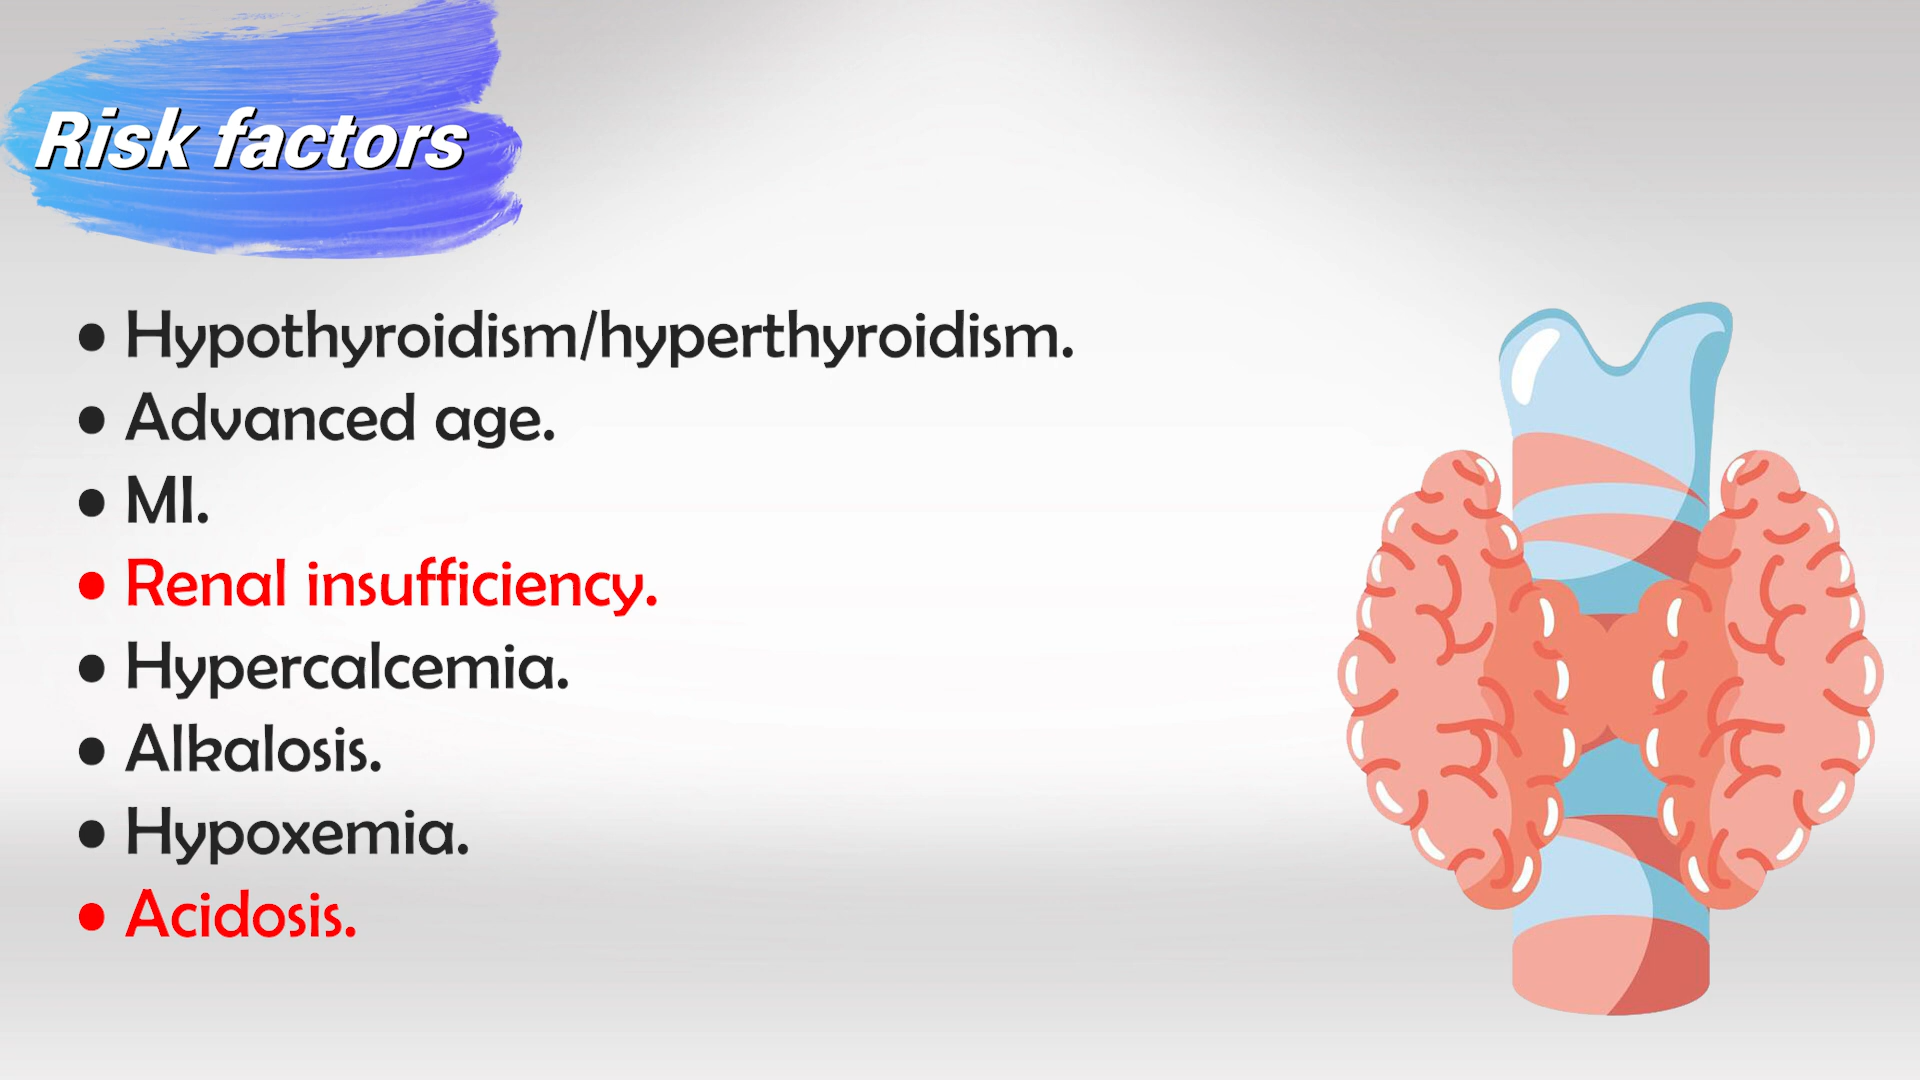 Risk factors
• Hypothyroidism/hyperthyroidism.
• Advanced age.
• MI.
• Renal insufficiency.
• Hypercalcemia.
• Alkalosis.
• Hypoxemia.
• Acidosis.